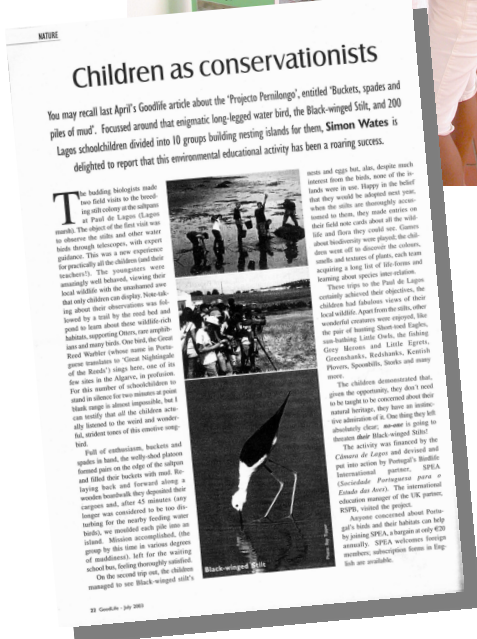 NATURE
Children as conservationists
You may recall last April's Goodlife article about the 'Projecto Pernilongo', entitled 'Buckets, spades and
piles of mud'. Focussed around that enigmatic long-legged water bird, the Black-winged Stilt, and 200
Lagos schoolchildren divided into 10 groups building nesting islands for them, Simon Wates is
delighted to report that this environmental educational activity has been a roaring success.
The budding biologists made
two field visits to the breed-
ing stilt colony at the saltpans
at Paul de Lagos (Lagos
marsh). The object of the first visit was
to observe the stilts and other water
birds through telescopes, with expert
guidance. This was a new experience
for practically all the children (and their
teachers!). The youngsters were
amazingly well behaved, viewing their
local wildlife with the unashamed awe
that only children can display. Note-tak-
ing about their observations was fol-
lowed by a trail by the reed bed and
pond to learn about these wildlife-rich
habitats, supporting Otters, rare amphib-
ians and many birds. One bird, the Great
Reed Warbler (whose name in Portu-
guese translates to 'Great Nightingale
of the Reeds') sings here, one of its
few sites in the Algarve, in profusion.
For this number of schoolchildren to
stand in silence for two minutes at point
blank range is almost impossible, but I
can testify that all the children actu-
ally listened to the weird and wonder-
ful, strident tones of this emotive song-
bird.
Full of enthusiasm, buckets and
spades in hand, the welly-shod platoon
formed pairs on the edge of the saltpan
and filled their buckets with mud. Re-
laying back and forward along a
wooden boardwalk they deposited their
cargoes and, after 45 minutes (any
longer was considered to be too dis-
turbing for the nearby feeding water
birds), we moulded each pile into an
island. Mission accomplished, (the
group by this time in various degrees
of muddiness). left for the waiting
school bus, feeling thoroughly satisfied.
On the second trip out, the children
managed to see Black-winged stilt's
nests and eggs but, alas, despite much
interest from the birds, none of the is-
lands were in use. Happy in the belief
that they would be adopted next year,
when the stilts are thoroughly accus-
tomed to them, they made entries on
their field note cards about all the wild-
life and flora they could see. Games
about biodiversity were played; the chil-
dren went off to discover the colours,
smells and textures of plants, each team
acquiring a long list of life-forms and
learning about species inter-relation.
These trips to the Paul de Lagos
certainly achieved their objectives, the
children had fabulous views of their
local wildlife. Apart from the stilts, other
wonderful creatures were enjoyed, like
the pair of hunting Short-toed Eagles,
sun-bathing Little Owls, the fishing
Grey Herons and Little Egrets,
Greenshanks, Redshanks, Kentish
Plovers, Spoonbills, Storks and many
more.
The children demonstrated that,
given the opportunity, they don't need
to be taught to be concerned about their
natural heritage, they have an instinc-
tive admiration of it. One thing they left
absolutely clear; no-one is going to
threaten their Black-winged Stilts!
The activity was financed by the
Câmara de Lagos and devised and
put into action by Portugal's Birdlife
International partner, SPEA
(Sociedade Portuguesa para o
Estudo das Aves). The international
education manager of the UK partner,
RSPB, visited the project.
Anyone concerned about Portu-
gal's birds and their habitats can help
by joining SPEA, a bargain at only €20
annually. SPEA welcomes foreign
members; subscription forms in Eng-
lish are available.
Black-winged Stilt
22 GoodLife - July 2003